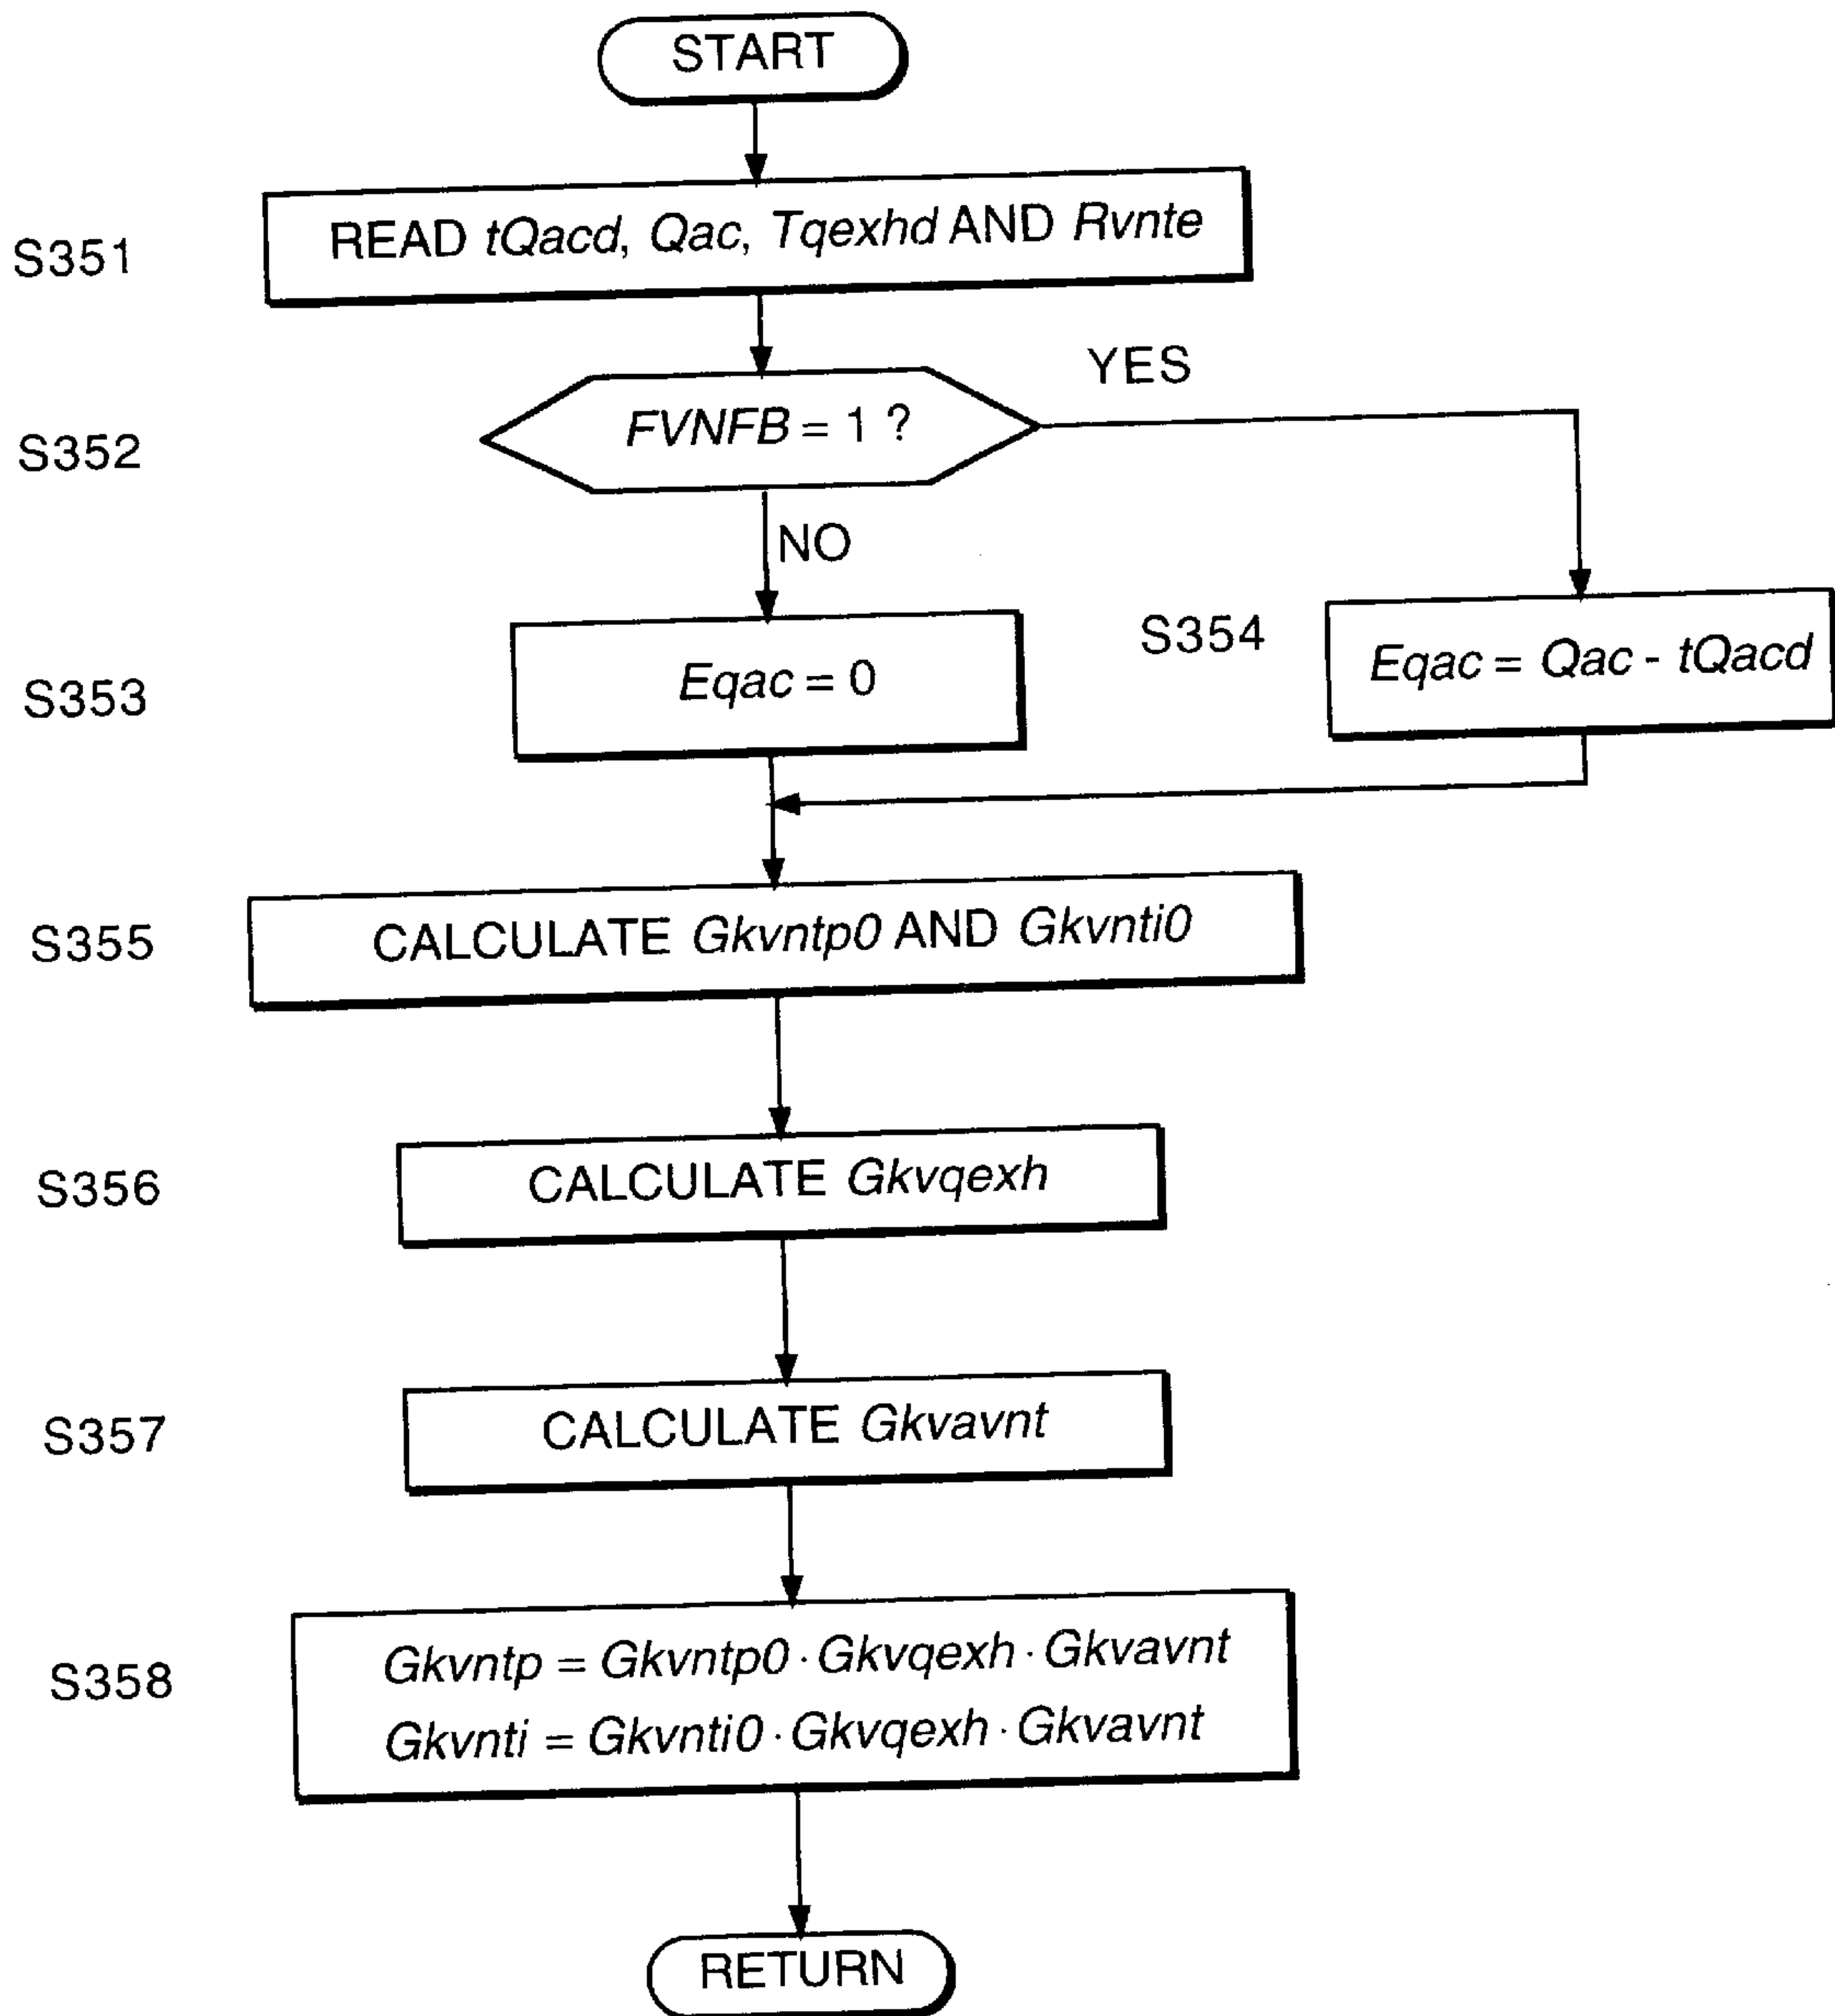 START
S351
READ tQacd, Qac, Tqexhd AND Rvnte
YES
S352
FVNFB = 1 ?
NO
S353
Eqac = 0
S354
Eqac = Qac - tQacd
S355
CALCULATE Gkvntp0 AND Gkvnti0
S356
CALCULATE Gkvqexh
S357
CALCULATE Gkvavnt
S358
Gkvntp = Gkvntp0 · Gkvqexh · Gkvavnt
Gkvnti = Gkvnti0 · Gkvqexh · Gkvavnt
RETURN